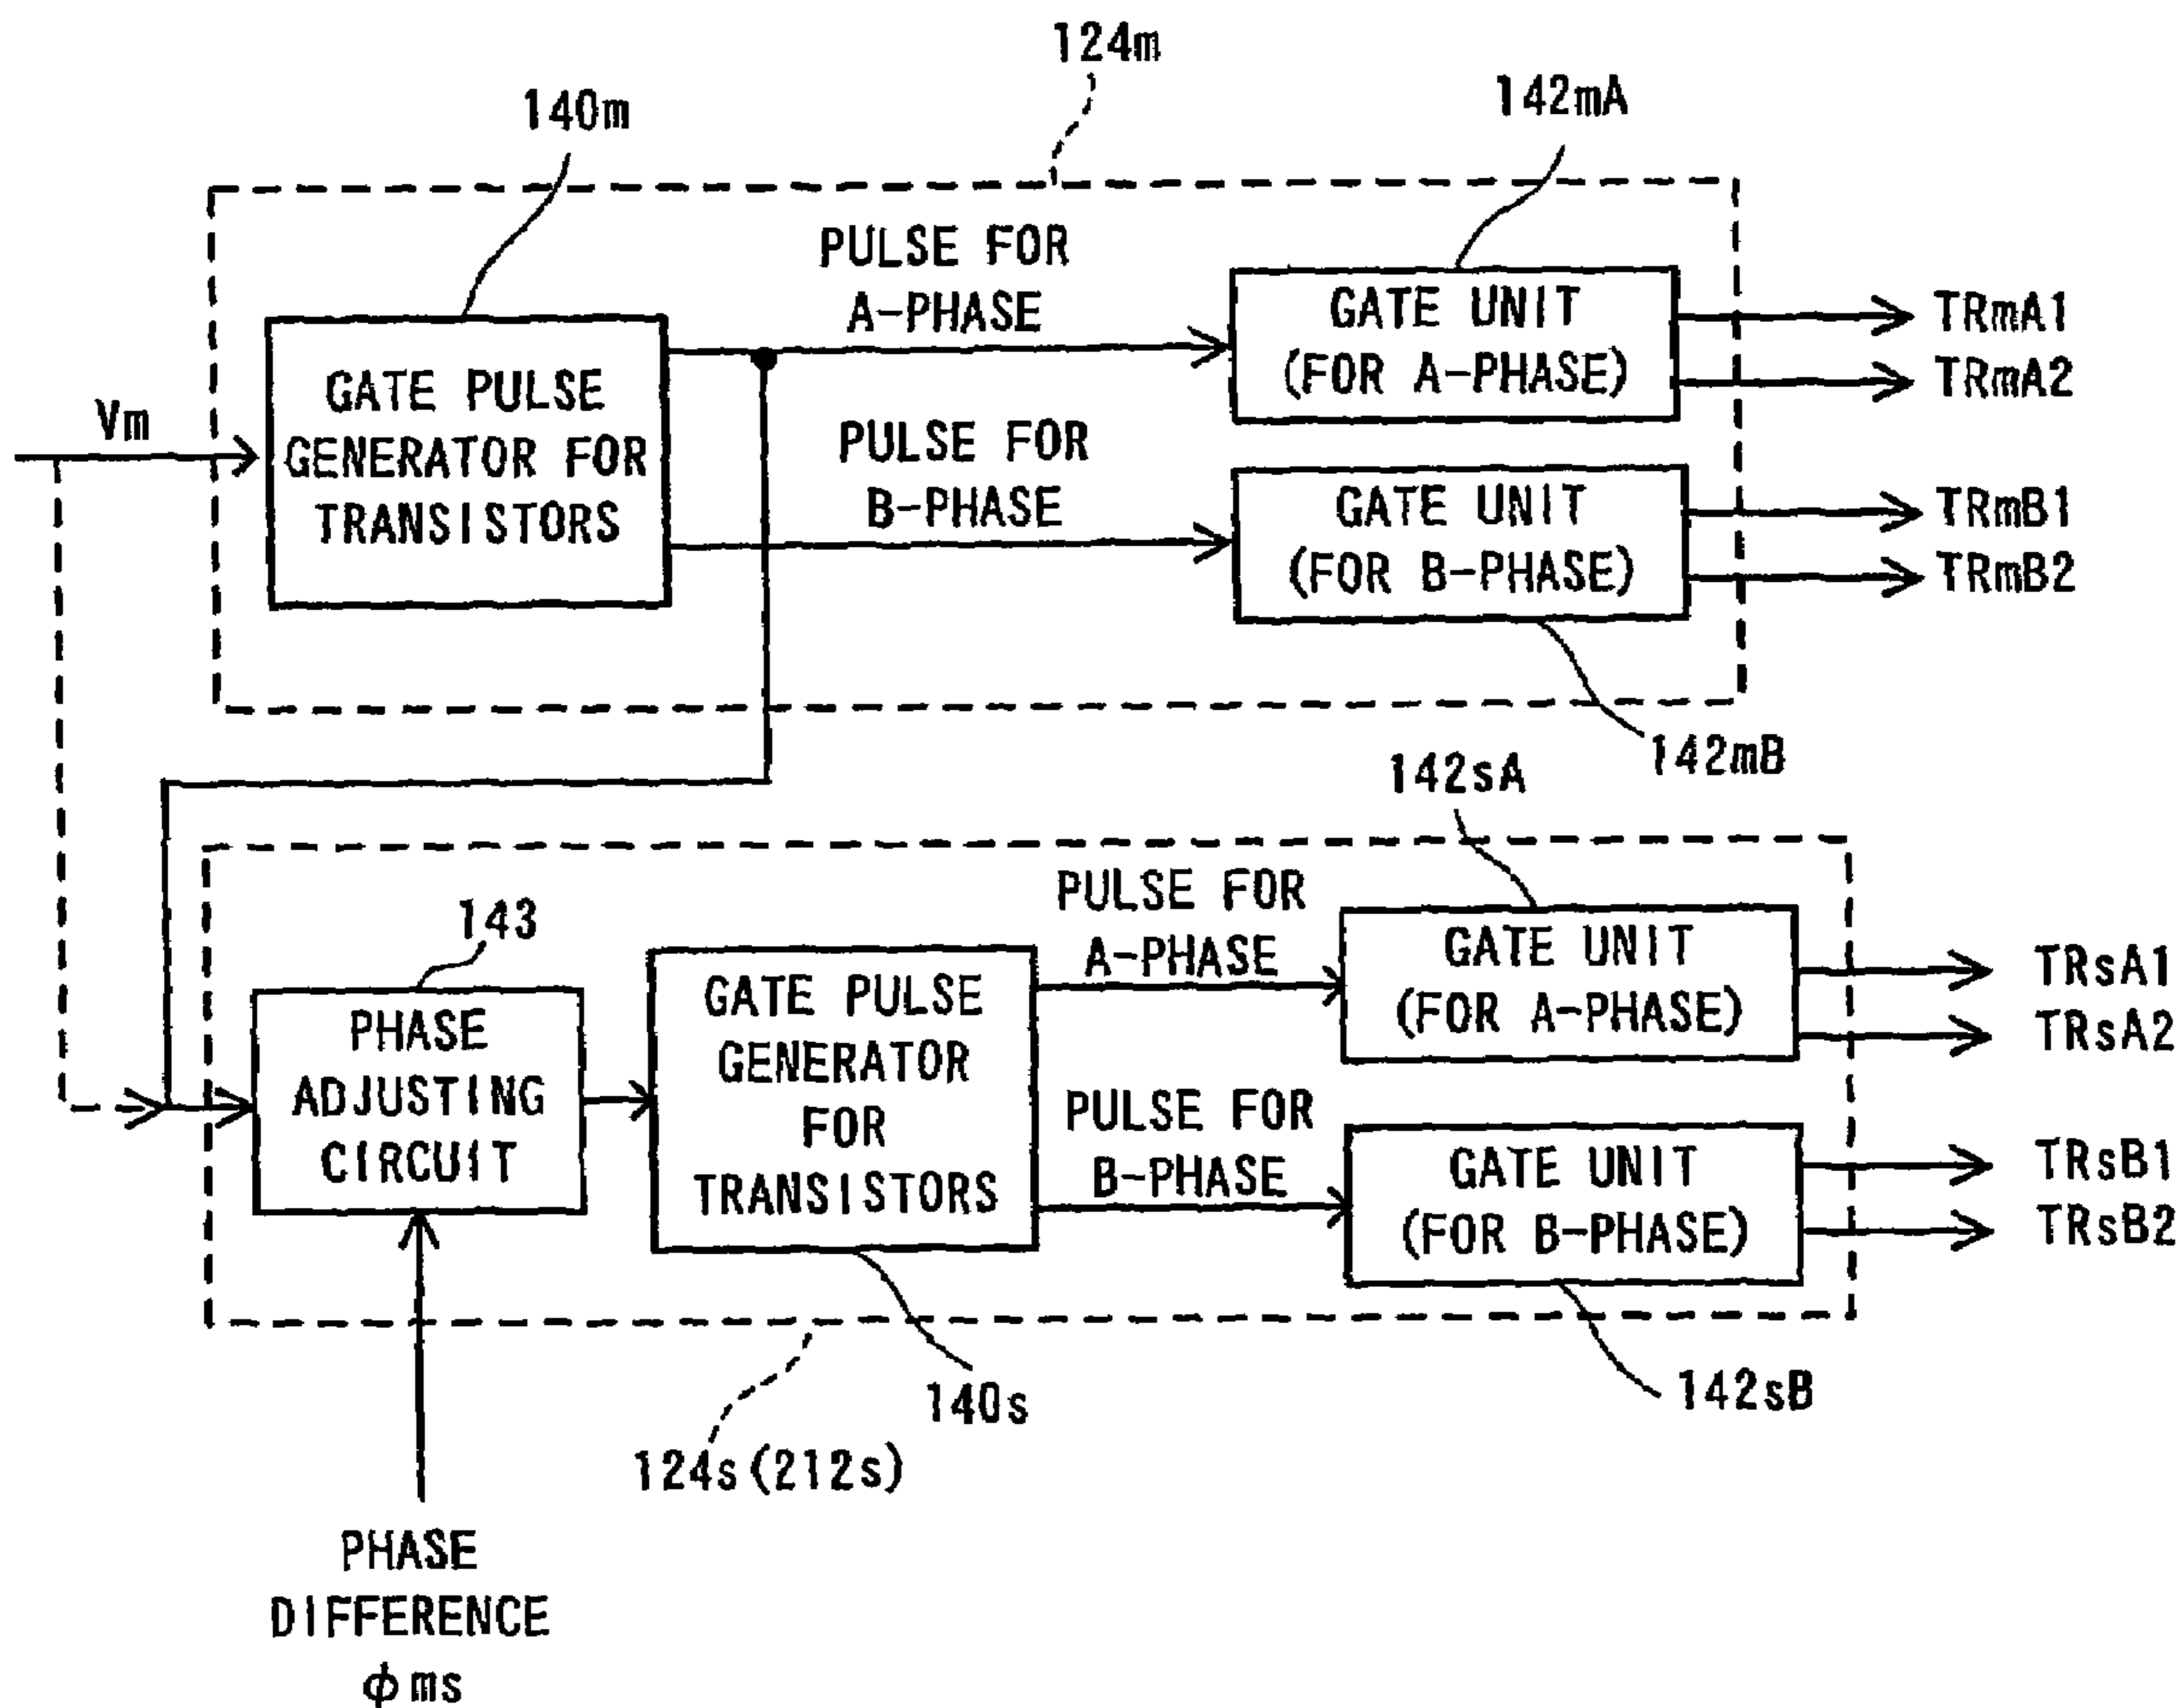 124m
140m
142mA
PULSE FOR
A-PHASE
GATE UNIT
(FOR A-PHASE)
TRmA1
TRmA2
Vm
GATE PULSE
GENERATOR FOR
TRANSISTORS
PULSE FOR
B-PHASE
GATE UNIT
(FOR B-PHASE)
TRmB1
TRmB2
142mB
142sA
143
PULSE FOR
A-PHASE
GATE UNIT
(FOR A-PHASE)
TRsA1
TRsA2
PHASE
ADJUSTING
CIRCUIT
GATE PULSE
GENERATOR
FOR
TRANSISTORS
PULSE FOR
B-PHASE
GATE UNIT
(FOR B-PHASE)
TRsB1
TRsB2
142sB
140s
124s(212s)
PHASE
DIFFERENCE
φms